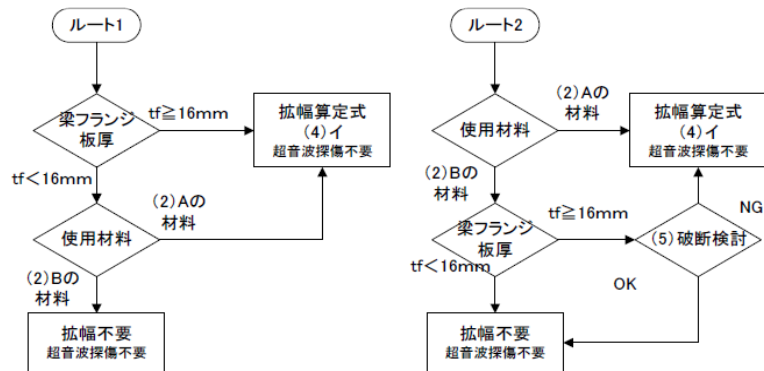 ルート1
梁フランジ
板厚
tf≧16mm
拡幅算定式
(4)イ
超音波探傷不要
tf<16mm
使用材料
(2)Aの
材料
(2)Bの
材料
拡幅不要
超音波探傷不要
ルート2
使用材料
(2)Aの
材料
拡幅算定式
(4)イ
超音波探傷不要
(2)Bの
材料
梁フランジ
板厚
tf≧16mm
(5)破断検討
NG
tf<16mm
OK
拡幅不要
超音波探傷不要